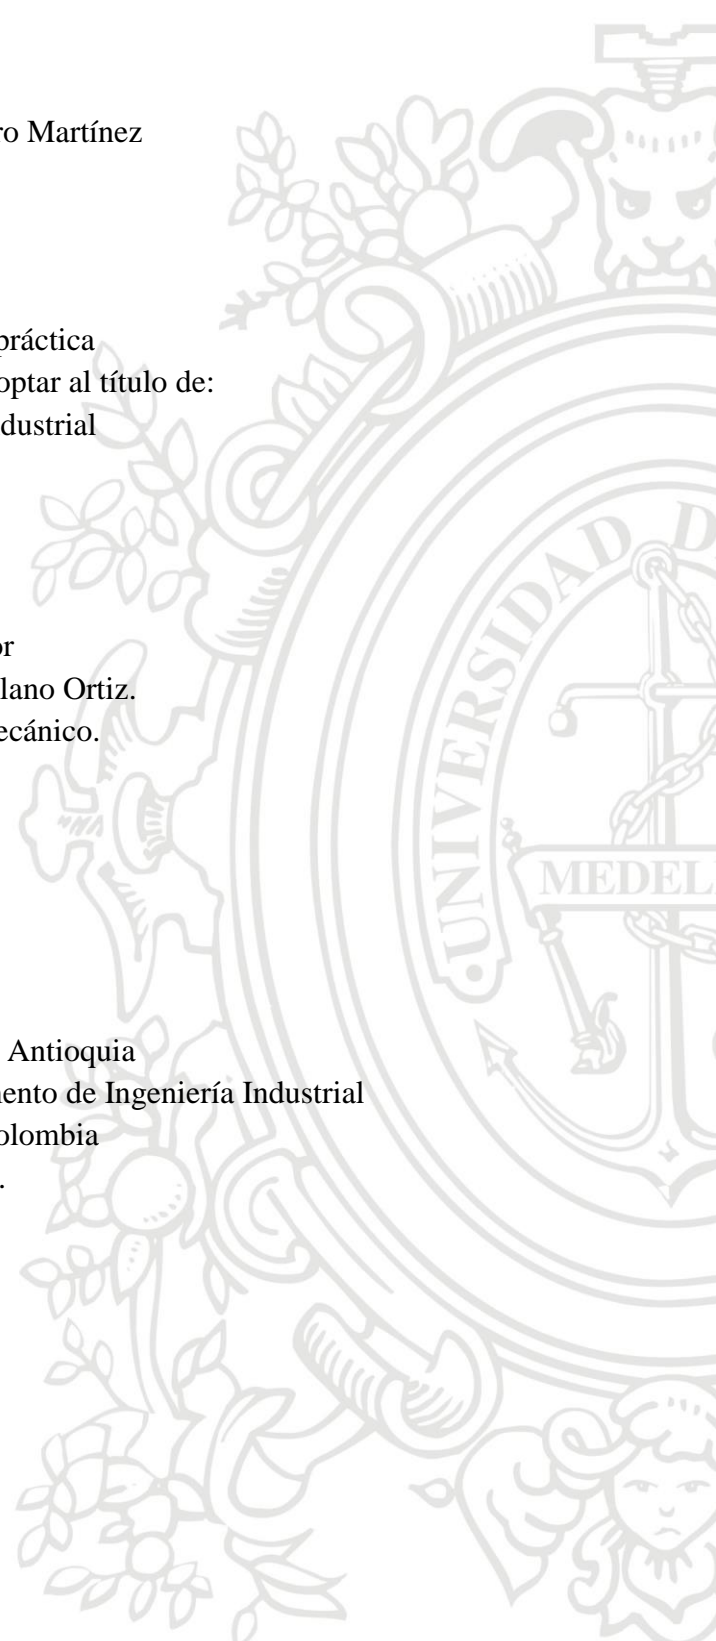 ro Martínez
práctica
optar al título de:
dustrial
or
lano Ortiz.
ecánico.
Antioquia
ento de Ingeniería Industrial
olombia
.
UNIVERSIDAD D
MEDEL